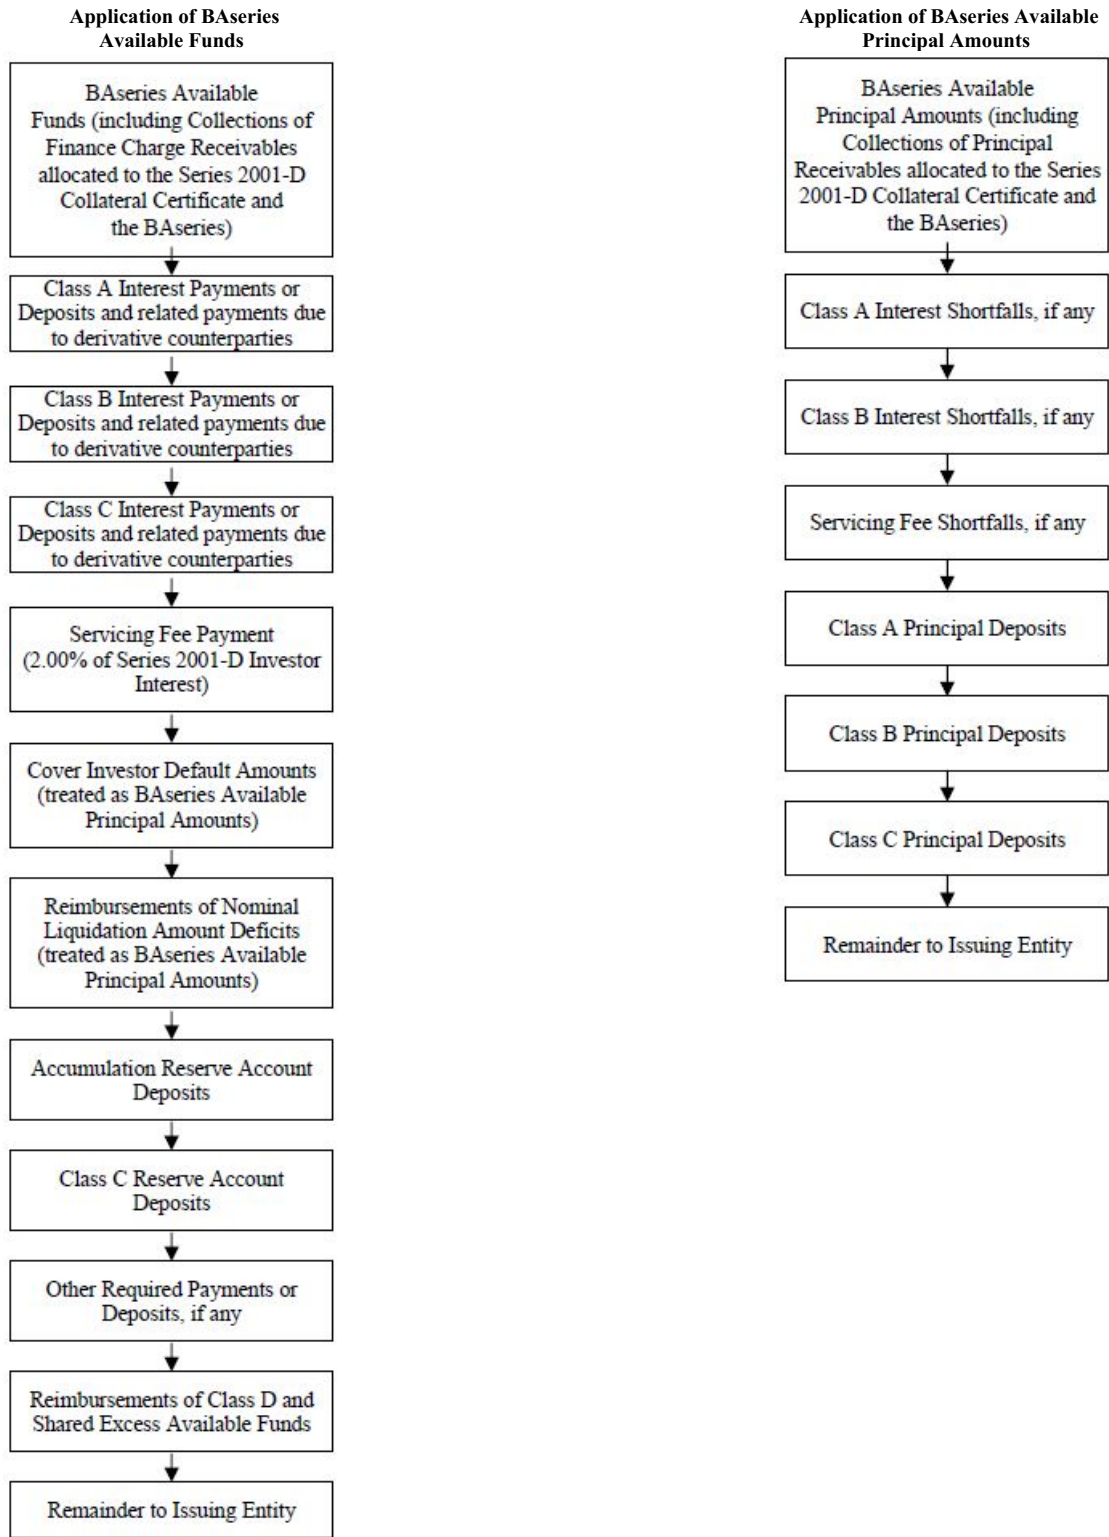 Application of BAseries
Available Funds
BAseries Available
Funds (including Collections of
Finance Charge Receivables
allocated to the Series 2001-D
Collateral Certificate and
the BAseries)
Class A Interest Payments or
Deposits and related payments due
to derivative counterparties
Class B Interest Payments or
Deposits and related payments due
to derivative counterparties
Class C Interest Payments or
Deposits and related payments due
to derivative counterparties
Servicing Fee Payment
(2.00% of Series 2001-D Investor
Interest)
Cover Investor Default Amounts
(treated as BAseries Available
Principal Amounts)
Reimbursements of Nominal
Liquidation Amount Deficits
(treated as BAseries Available
Principal Amounts)
Accumulation Reserve Account
Deposits
Class C Reserve Account
Deposits
Other Required Payments or
Deposits, if any
Reimbursements of Class D and
Shared Excess Available Funds
Remainder to Issuing Entity
Application of BAseries Available
Principal Amounts
BAseries Available
Principal Amounts (including
Collections of Principal
Receivables allocated to the Series
2001-D Collateral Certificate and
the BAseries)
Class A Interest Shortfalls, if any
Class B Interest Shortfalls, if any
Servicing Fee Shortfalls, if any
Class A Principal Deposits
Class B Principal Deposits
Class C Principal Deposits
Remainder to Issuing Entity